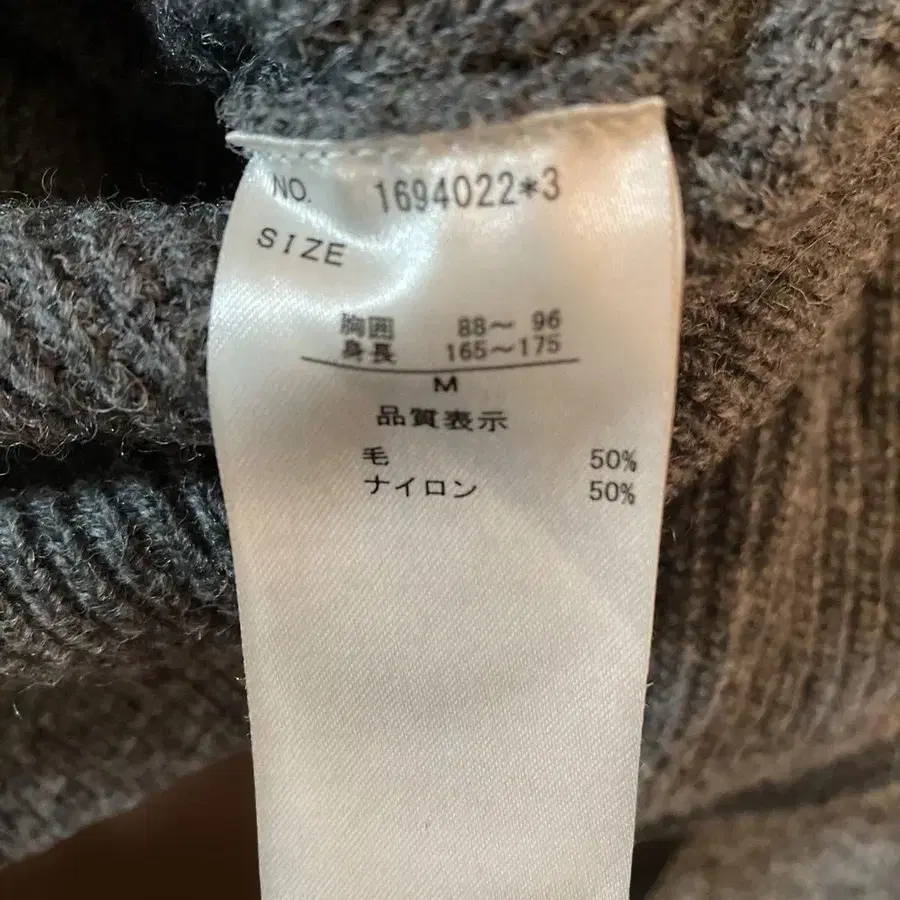 NO. 1694022*3
SIZE
胸囲 88～ 96
身長 165～175
M
品質表示
毛 50%
ナイロン 50%